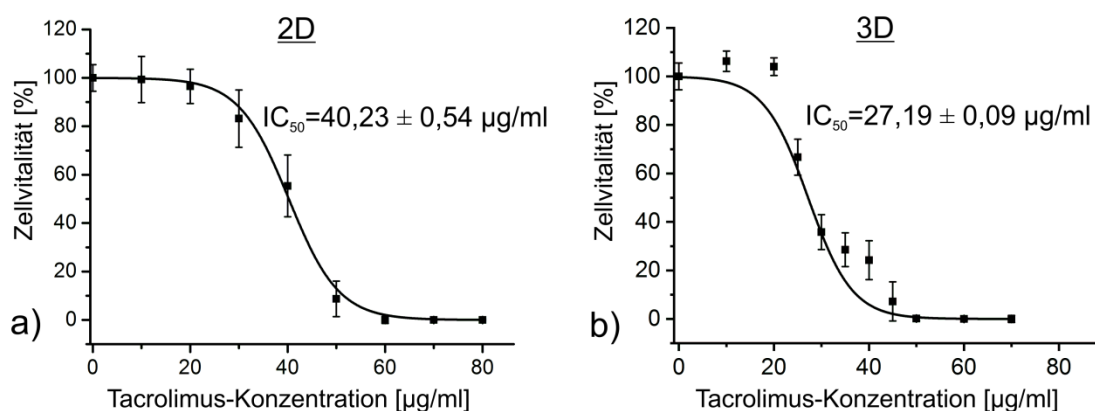 2D
120
100
80
60
40
20
0
Zellvitalität [%]
IC50=40,23 ± 0,54 µg/ml
0 20 40 60 80
Tacrolimus-Konzentration [µg/ml]
a)
3D
120
100
80
60
40
20
0
Zellvitalität [%]
IC50=27,19 ± 0,09 µg/ml
0 20 40 60 80
Tacrolimus-Konzentration [µg/ml]
b)